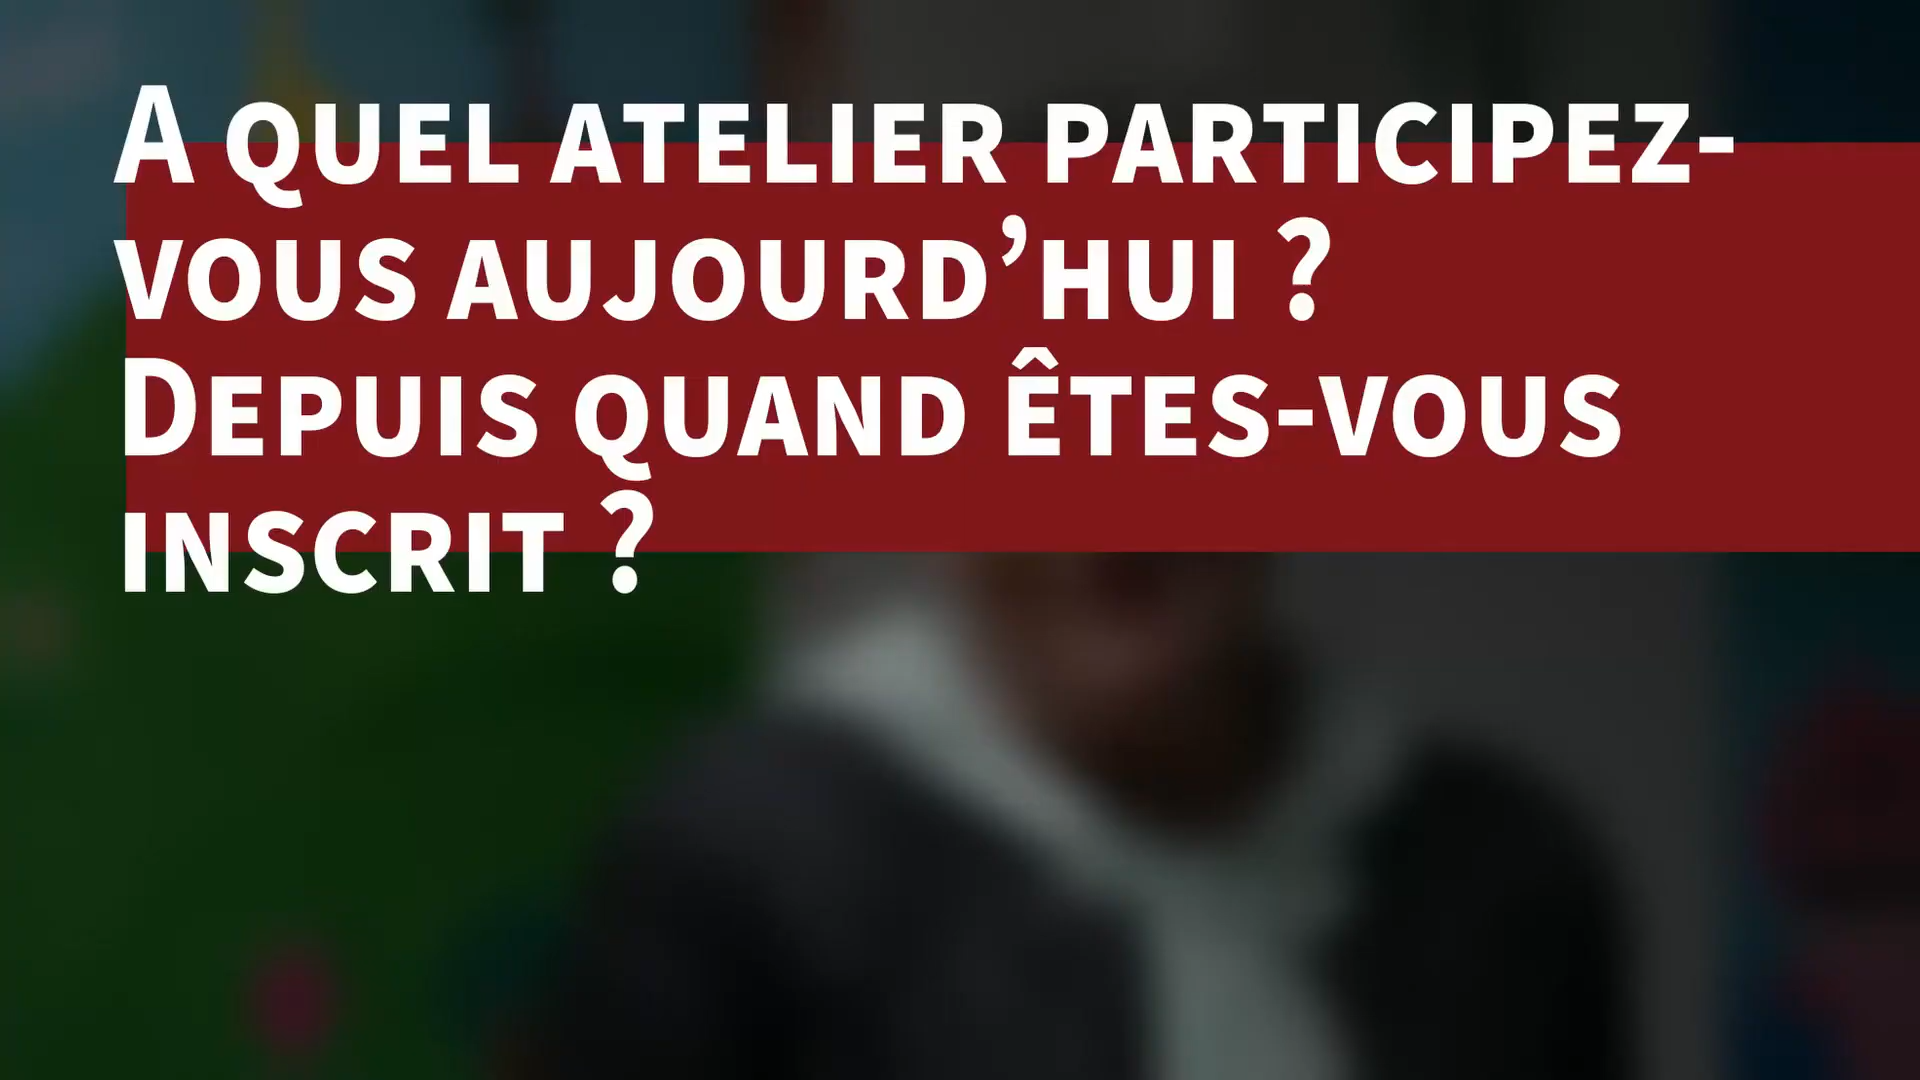 A quel atelier participez-
vous aujourd’hui ?
Depuis quand êtes-vous
inscrit ?